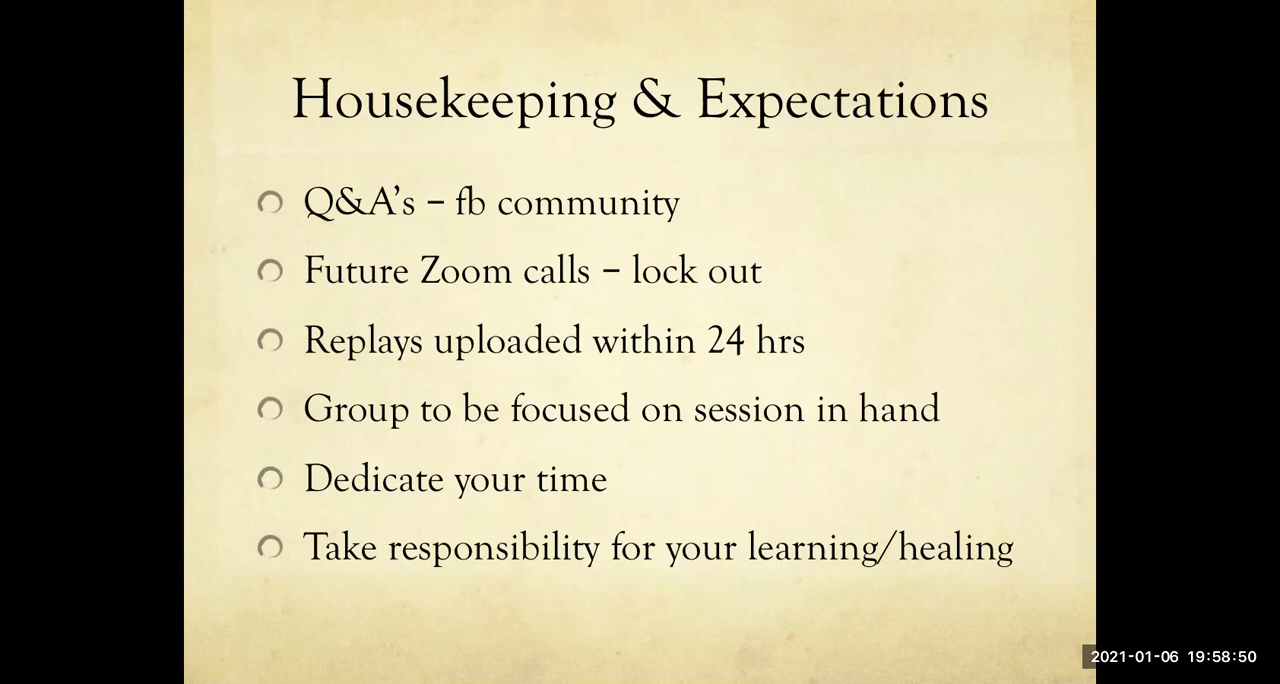 Housekeeping & Expectations
Q&A’s – fb community
Future Zoom calls – lock out
Replays uploaded within 24 hrs
Group to be focused on session in hand
Dedicate your time
Take responsibility for your learning/healing
2021-01-06 19:58:50